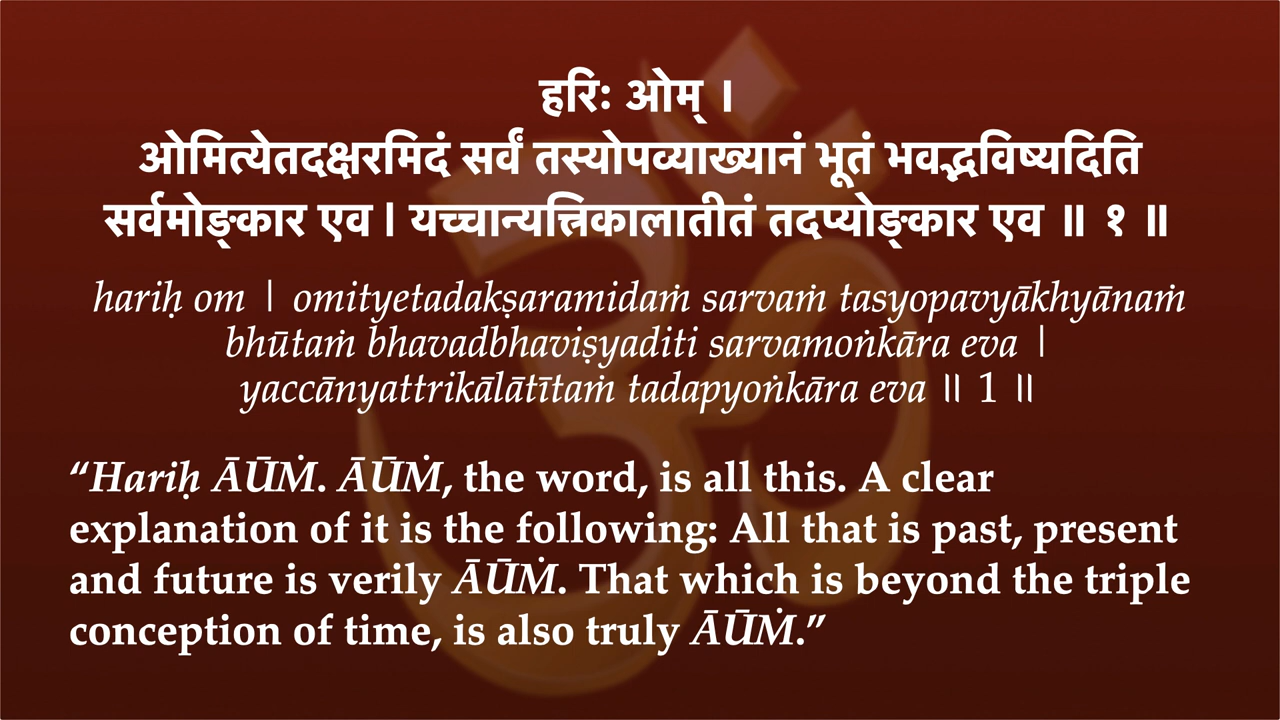 हरिः ओम् ।
ओमित्येतदक्षरमिदं सर्वं तस्योपव्याख्यानं भूतं भवद्भविष्यदिति
सर्वमोङ्कार एव । यच्चान्यत्त्रिकालातीतं तदप्योङ्कार एव ॥ १ ॥
hariḥ om | omityetadakṣaramidaṁ sarvaṁ tasyopavyākhyānaṁ
bhūtaṁ bhavadbhaviṣyaditi sarvamoṅkāra eva |
yaccānyattrikālātītaṁ tadapyoṅkāra eva ॥ 1 ॥
“Hariḥ ĀŪṀ. ĀŪṀ, the word, is all this. A clear
explanation of it is the following: All that is past, present
and future is verily ĀŪṀ. That which is beyond the triple
conception of time, is also truly ĀŪṀ.”